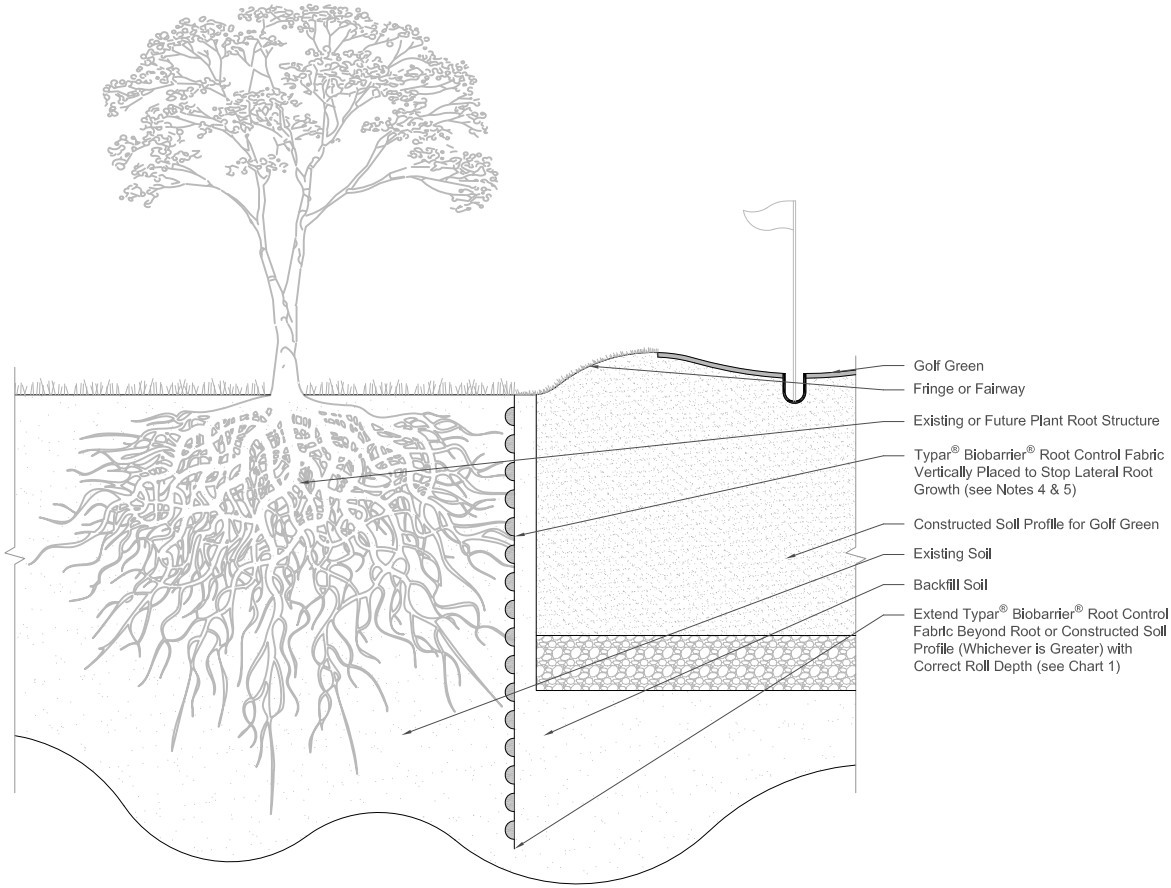 Golf Green
Fringe or Fairway
Existing or Future Plant Root Structure
Typar® Biobarrier® Root Control Fabric
Vertically Placed to Stop Lateral Root
Growth (see Notes 4 & 5)
Constructed Soil Profile for Golf Green
Existing Soil
Backfill Soil
Extend Typar® Biobarrier® Root Control
Fabric Beyond Root or Constructed Soil
Profile (Whichever is Greater) with
Correct Roll Depth (see Chart 1)